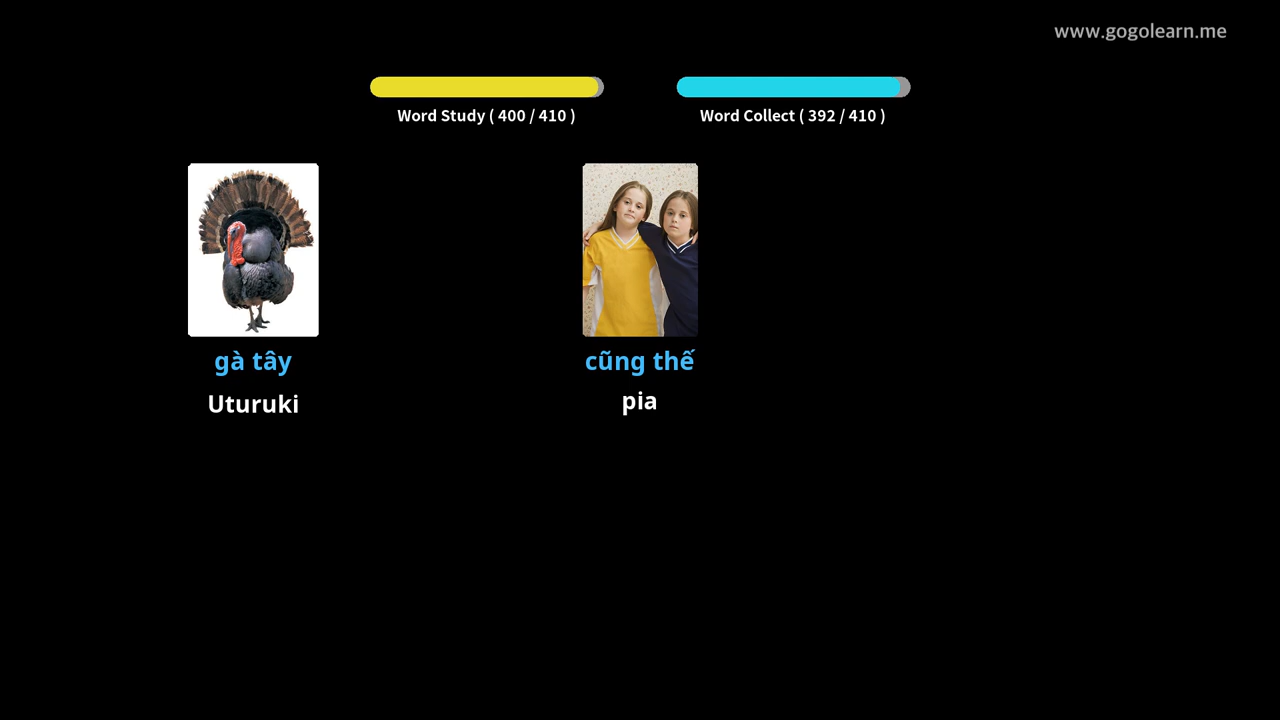 www.gogolearn.me
Word Study ( 400 / 410 )
Word Collect ( 392 / 410 )
gà tây
Uturuki
cũng thế
pia